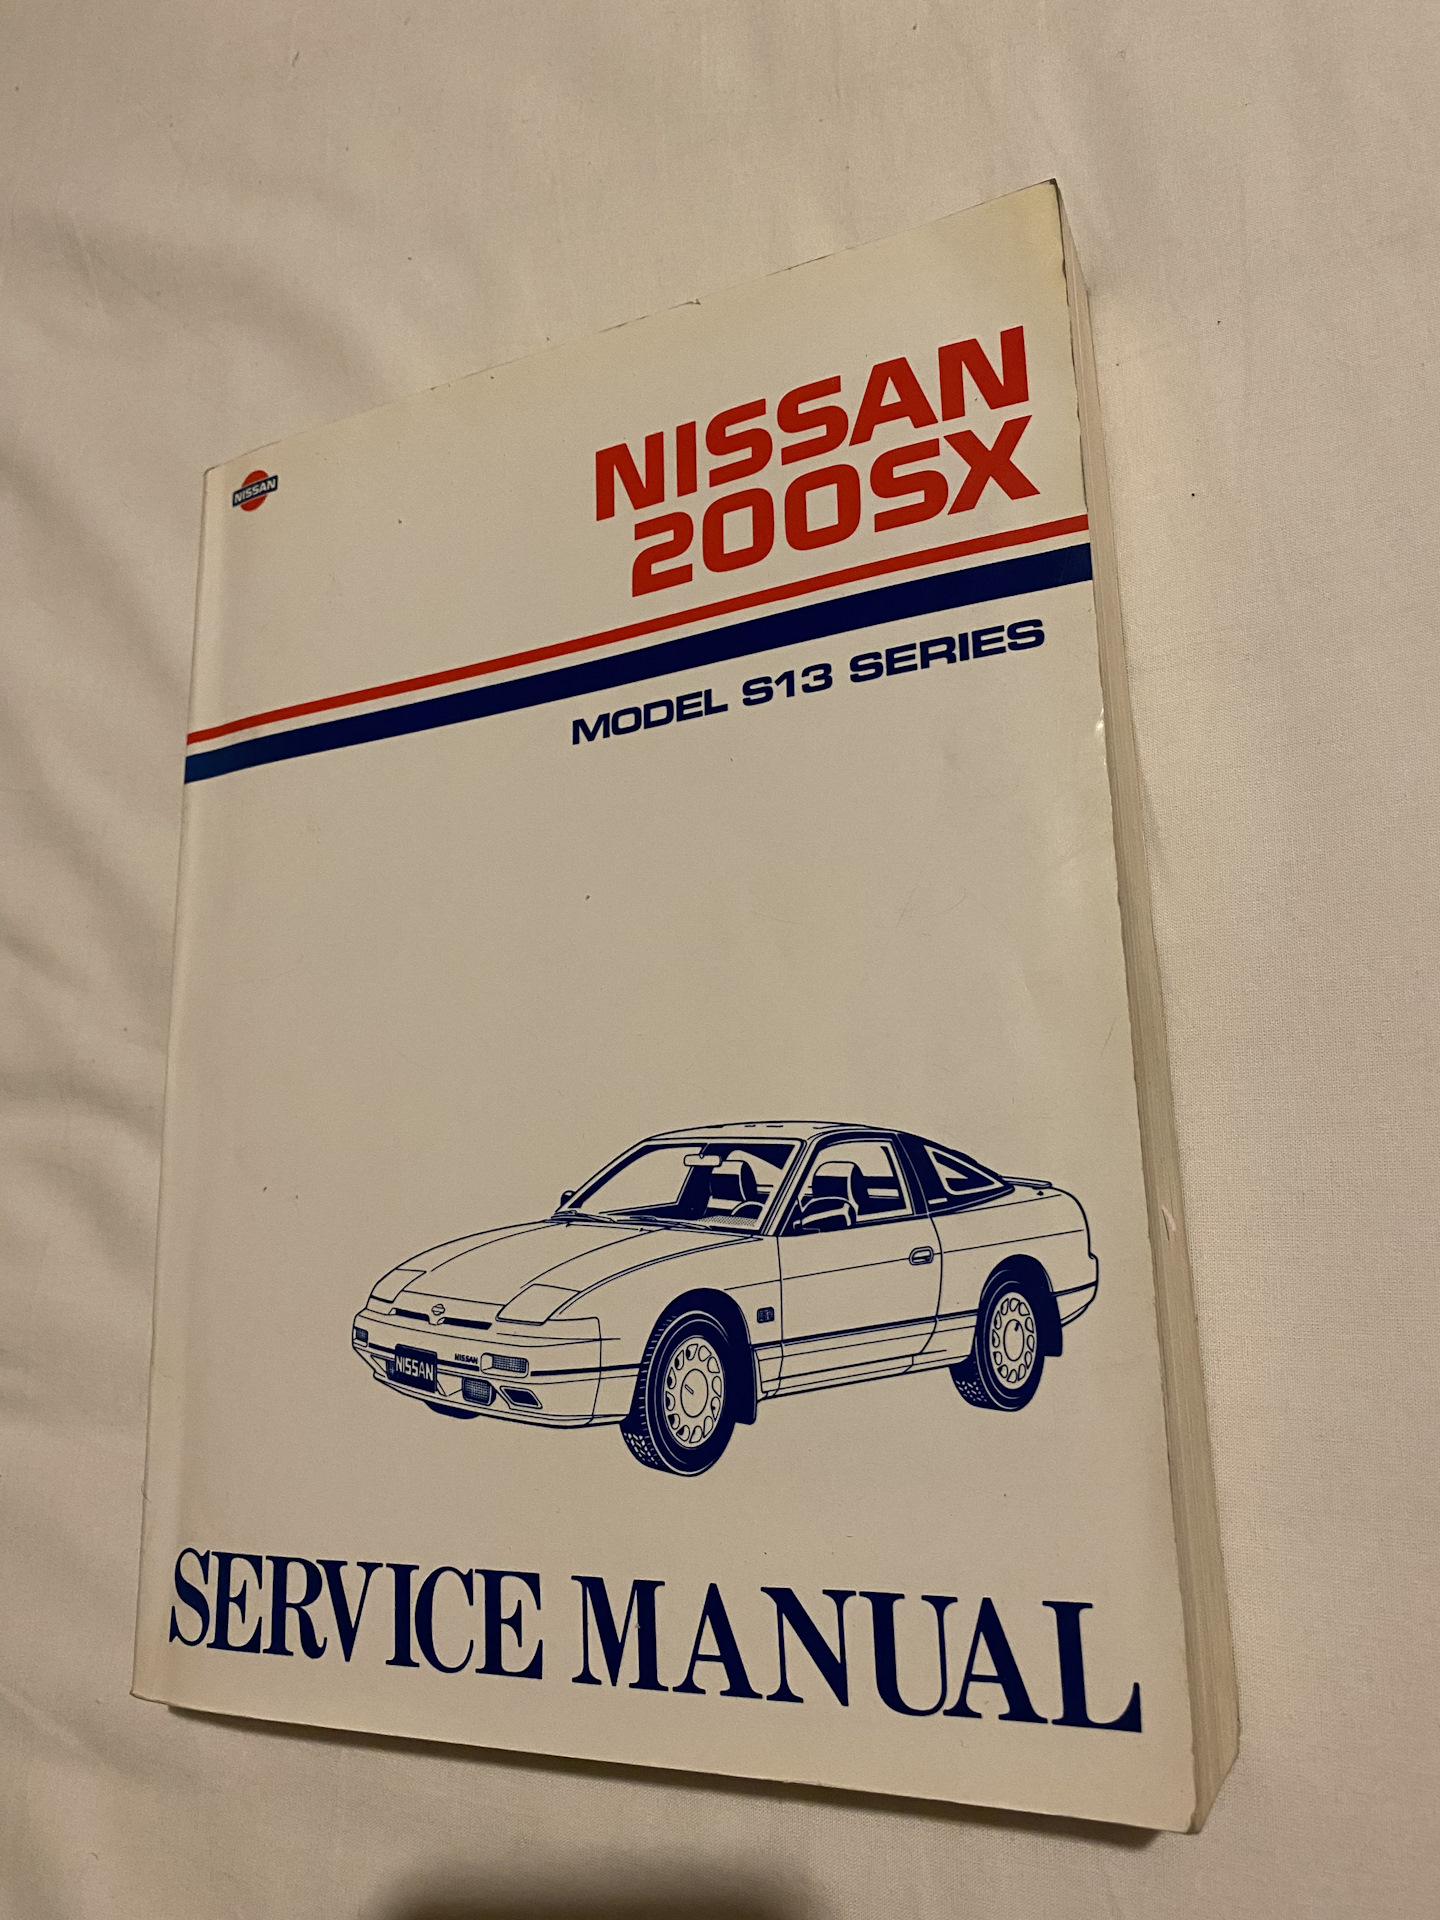 NISSAN
NISSAN
200SX
MODEL S13 SERIES
NISSAN
NISSAN
SERVICE MANUAL